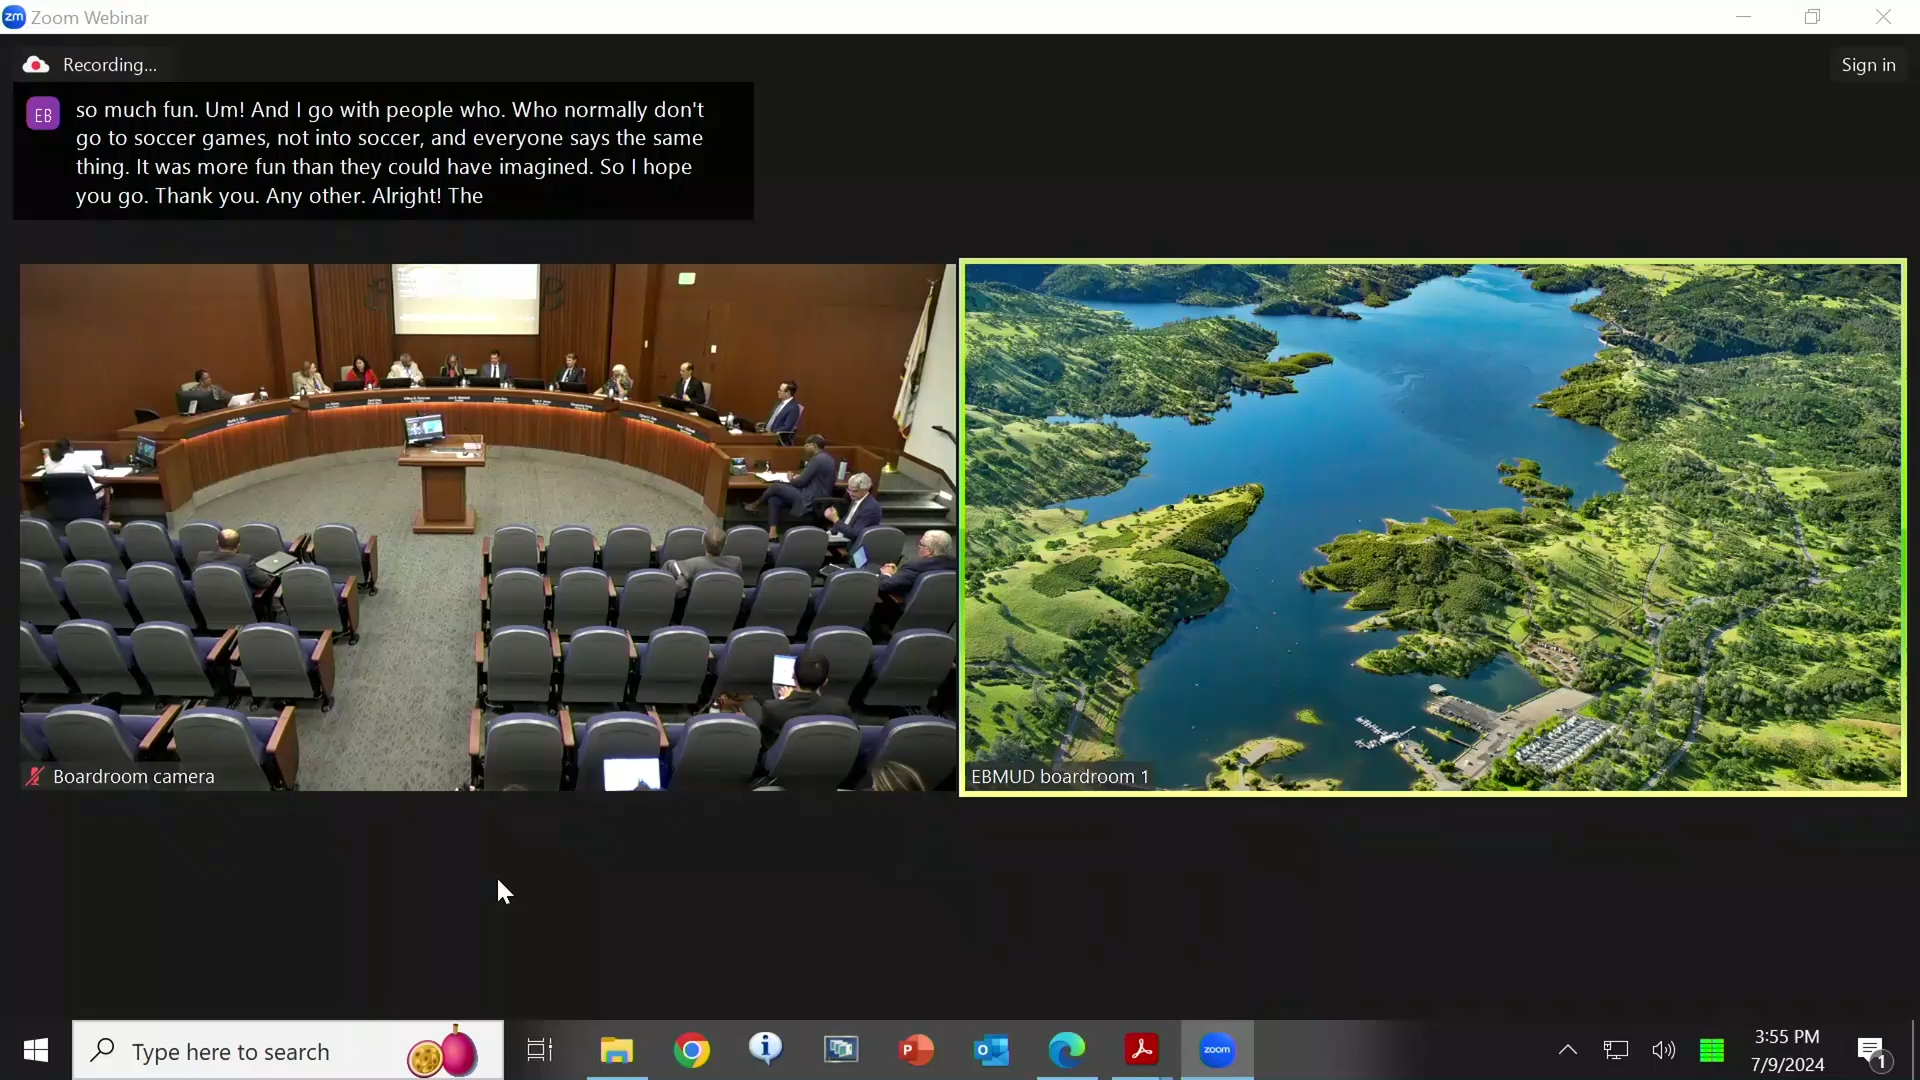 zm Zoom Webinar
Recording...
Sign in
EB
so much fun. Um! And I go with people who. Who normally don't
go to soccer games, not into soccer, and everyone says the same
thing. It was more fun than they could have imagined. So I hope
you go. Thank you. Any other. Alright! The
Boardroom camera
EBMUD boardroom 1
Type here to search
zoom
3:55 PM
7/9/2024
1